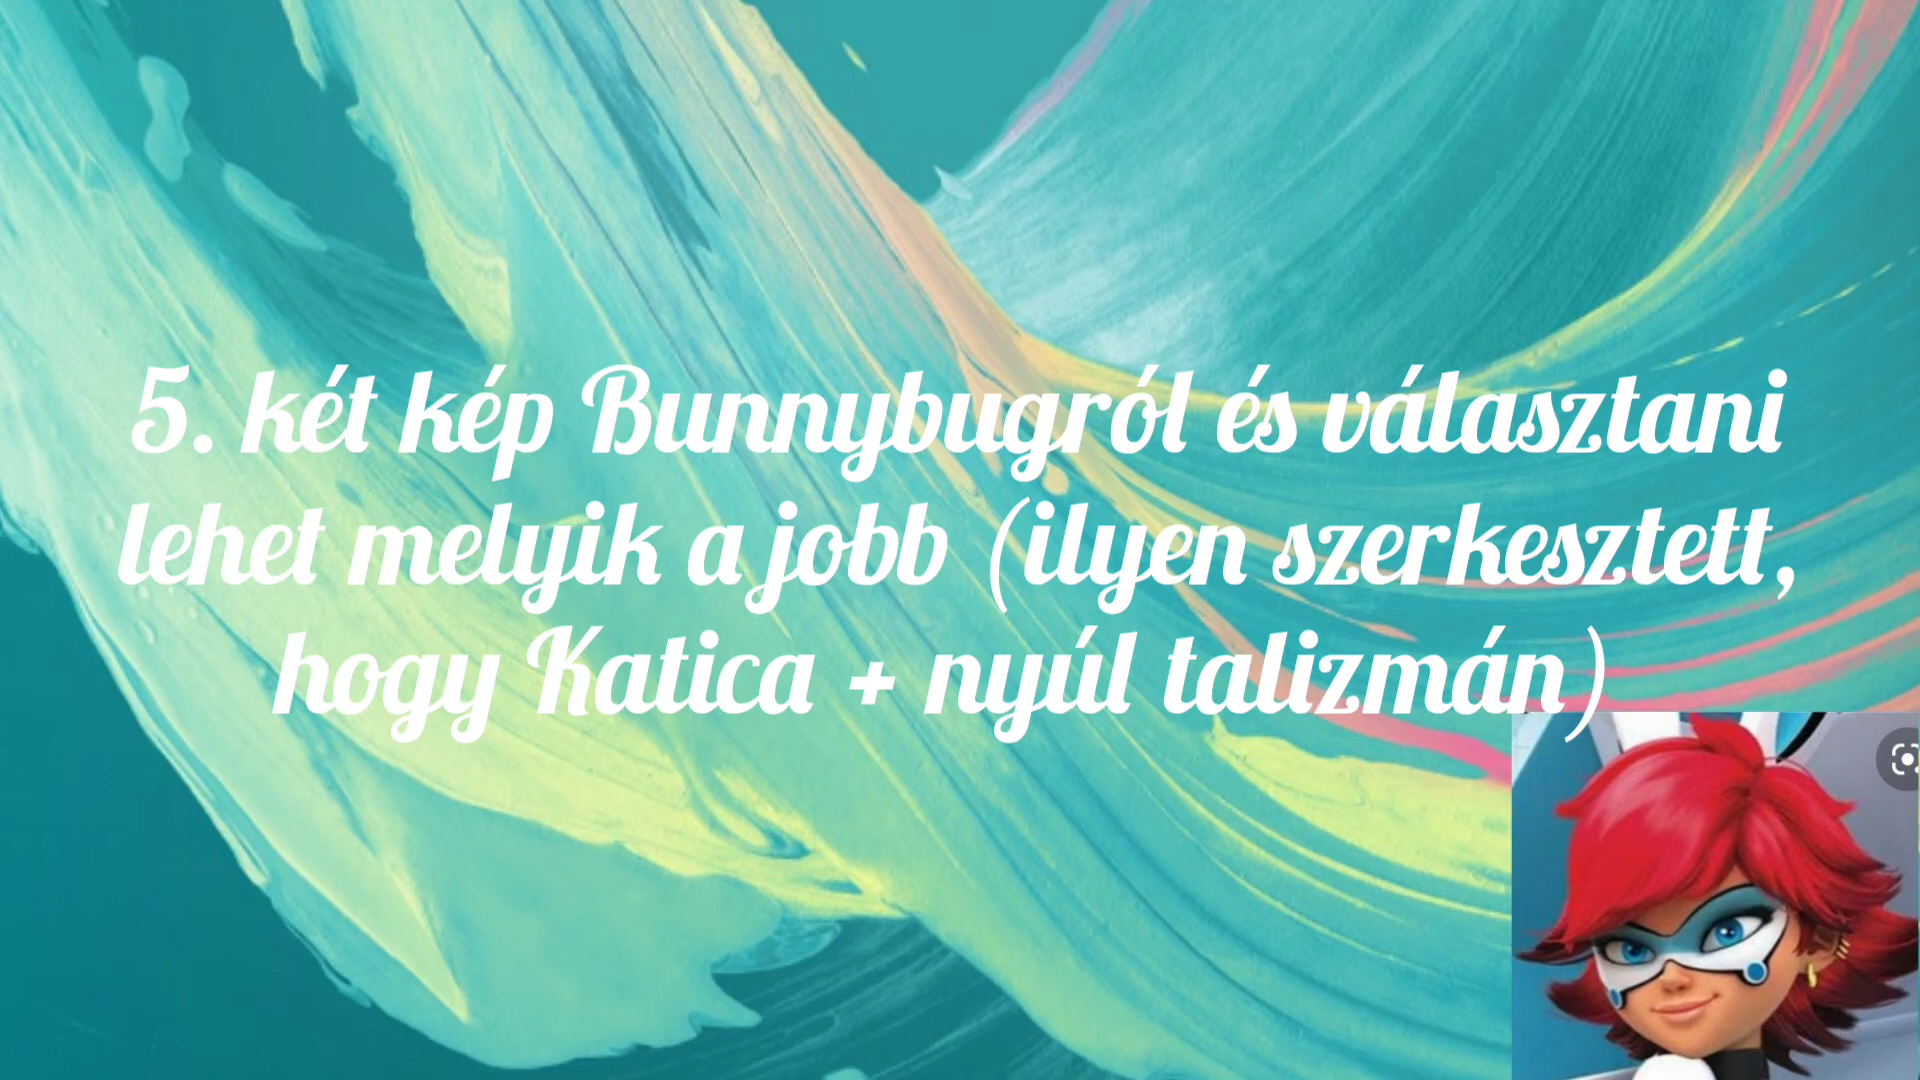 5. két kép Bunnybugról és választani
lehet melyik a jobb (ilyen szerkesztett,
hogy Katica + nyúl talizmán)